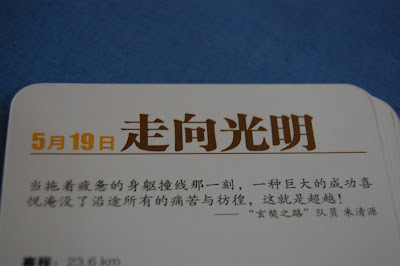 5月19日 走向光明
当拖着疲惫的身躯撞线那一刻，一种巨大的成功喜
悦淹没了沿途所有的痛苦与彷徨，这就是超越！
——“玄奘之路”队员 朱清源
赛程：23.6 km